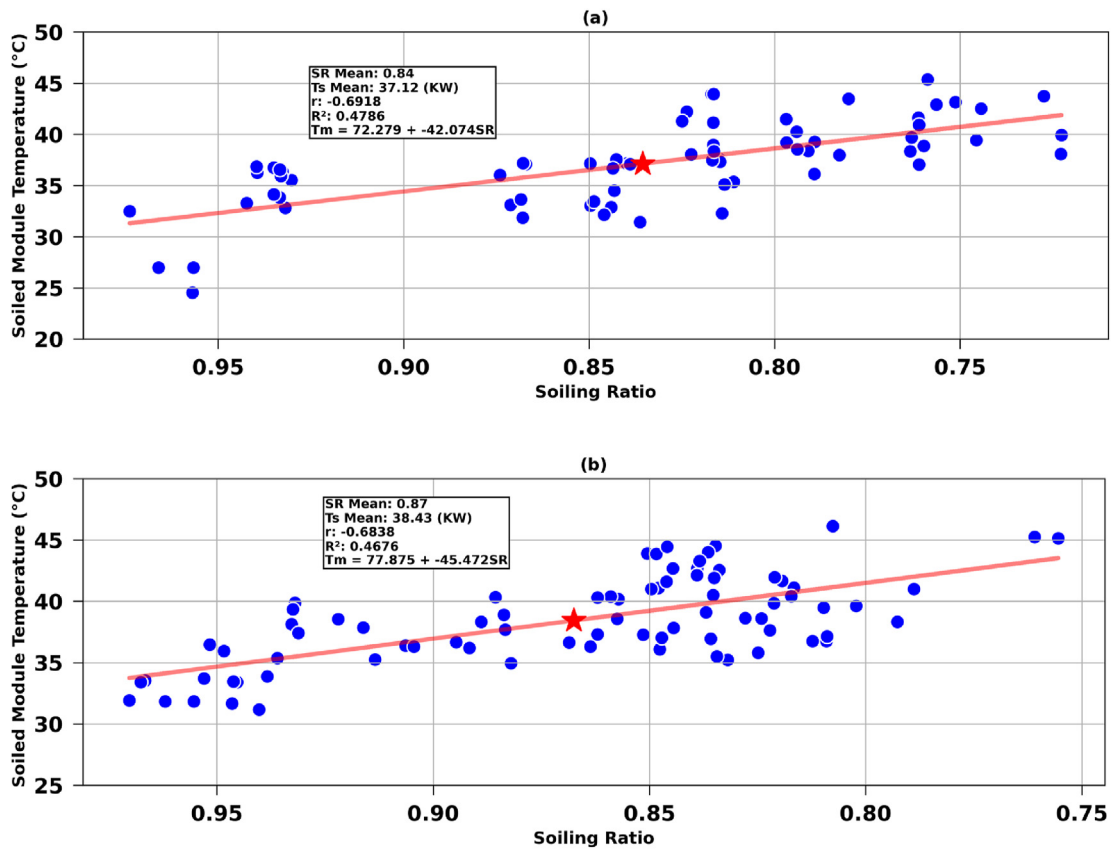 (a)
Soiled Module Temperature (°C)
50
45
40
35
30
25
20
SR Mean: 0.84
Ts Mean: 37.12 (KW)
r: -0.6918
R²: 0.4786
Tm = 72.279 + -42.074SR
0.95 0.90 0.85 0.80 0.75
Soiling Ratio
(b)
Soiled Module Temperature (°C)
50
45
40
35
30
25
SR Mean: 0.87
Ts Mean: 38.43 (KW)
r: -0.6838
R²: 0.4676
Tm = 77.875 + -45.472SR
0.95 0.90 0.85 0.80 0.75
Soiling Ratio